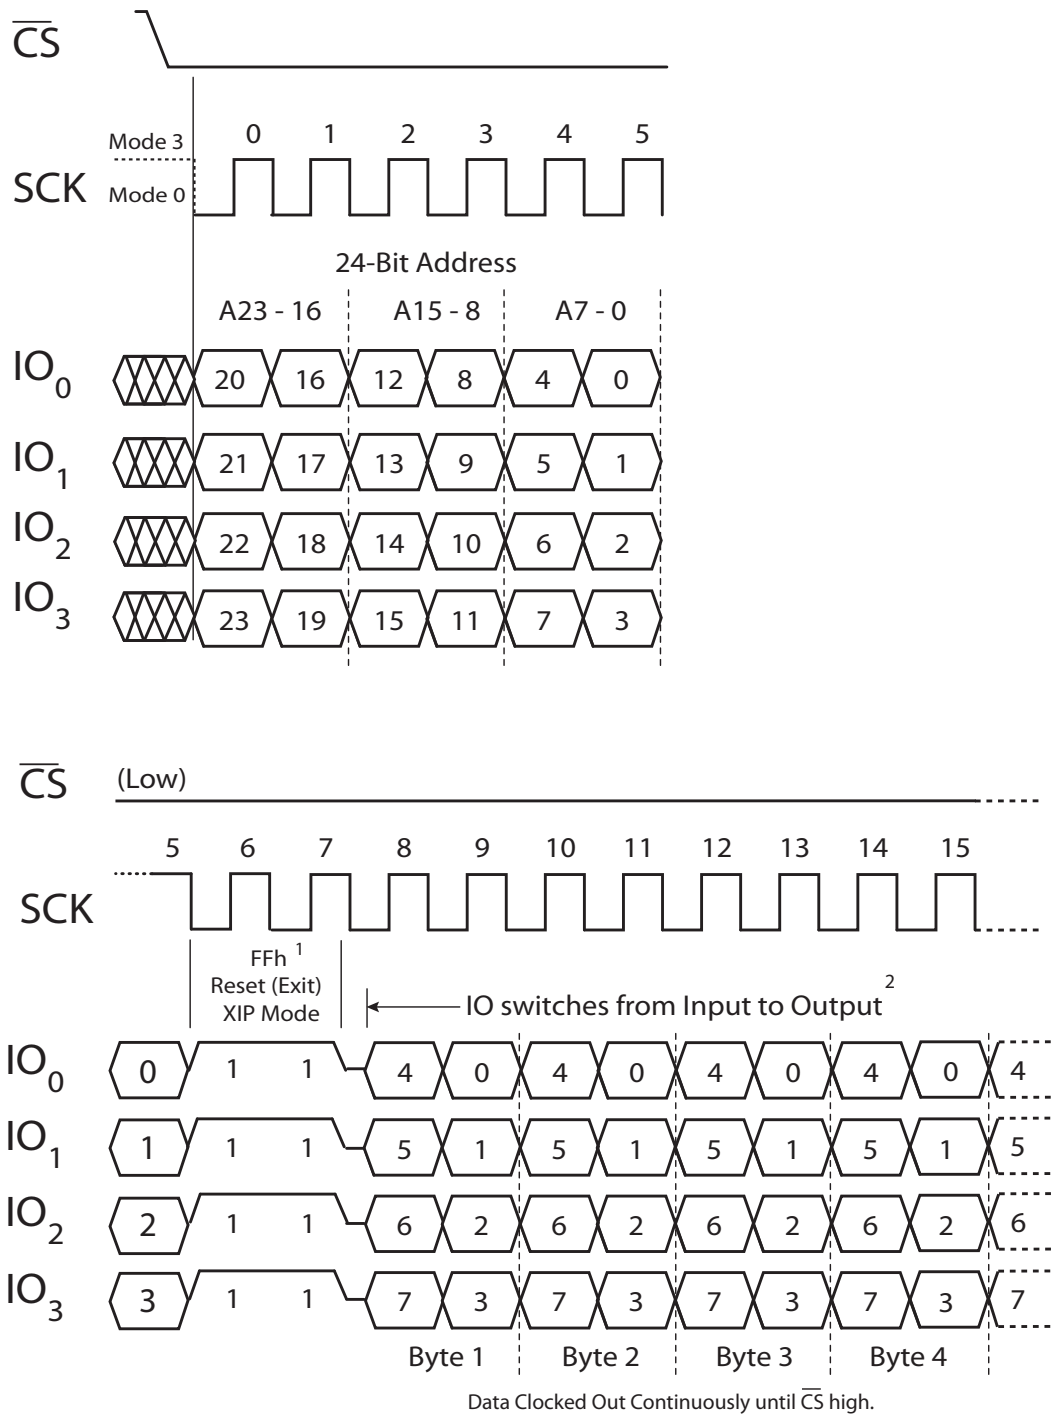 CS
Mode 3
0 1 2 3 4 5
SCK Mode 0
24-Bit Address
A23 - 16 A15 - 8 A7 - 0
IO0 20 16 12 8 4 0
IO1 21 17 13 9 5 1
IO2 22 18 14 10 6 2
IO3 23 19 15 11 7 3
CS (Low)
5 6 7 8 9 10 11 12 13 14 15
SCK
FFh 1
Reset (Exit)
XIP Mode
IO switches from Input to Output 2
IO0 0 1 1 4 0 4 0 4 0 4 0 4
IO1 1 1 1 5 1 5 1 5 1 5 1 5
IO2 2 1 1 6 2 6 2 6 2 6 2 6
IO3 3 1 1 7 3 7 3 7 3 7 3 7
Byte 1 Byte 2 Byte 3 Byte 4
Data Clocked Out Continuously until CS high.